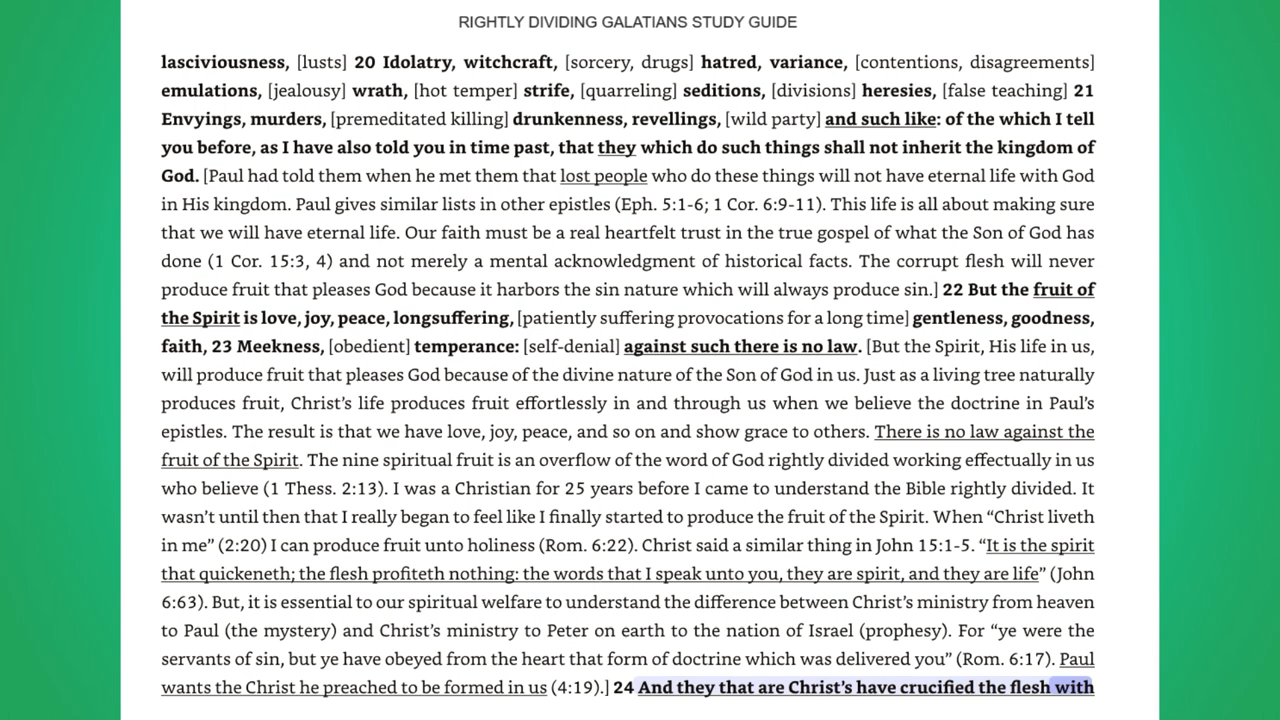 RIGHTLY DIVIDING GALATIANS STUDY GUIDE
lasciviousness, [lusts] 20 Idolatry, witchcraft, [sorcery, drugs] hatred, variance, [contentions, disagreements]
emulations, [jealousy] wrath, [hot temper] strife, [quarreling] seditions, [divisions] heresies, [false teaching] 21
Envyings, murders, [premeditated killing] drunkenness, revellings, [wild party] and such like: of the which I tell
you before, as I have also told you in time past, that they which do such things shall not inherit the kingdom of
God. [Paul had told them when he met them that lost people who do these things will not have eternal life with God
in His kingdom. Paul gives similar lists in other epistles (Eph. 5:1-6; 1 Cor. 6:9-11). This life is all about making sure
that we will have eternal life. Our faith must be a real heartfelt trust in the true gospel of what the Son of God has
done (1 Cor. 15:3, 4) and not merely a mental acknowledgment of historical facts. The corrupt flesh will never
produce fruit that pleases God because it harbors the sin nature which will always produce sin.] 22 But the fruit of
the Spirit is love, joy, peace, longsuffering, [patiently suffering provocations for a long time] gentleness, goodness,
faith, 23 Meekness, [obedient] temperance: [self-denial] against such there is no law. [But the Spirit, His life in us,
will produce fruit that pleases God because of the divine nature of the Son of God in us. Just as a living tree naturally
produces fruit, Christ’s life produces fruit effortlessly in and through us when we believe the doctrine in Paul’s
epistles. The result is that we have love, joy, peace, and so on and show grace to others. There is no law against the
fruit of the Spirit. The nine spiritual fruit is an overflow of the word of God rightly divided working effectually in us
who believe (1 Thess. 2:13). I was a Christian for 25 years before I came to understand the Bible rightly divided. It
wasn’t until then that I really began to feel like I finally started to produce the fruit of the Spirit. When “Christ liveth
in me” (2:20) I can produce fruit unto holiness (Rom. 6:22). Christ said a similar thing in John 15:1-5. “It is the spirit
that quickeneth; the flesh profiteth nothing: the words that I speak unto you, they are spirit, and they are life” (John
6:63). But, it is essential to our spiritual welfare to understand the difference between Christ’s ministry from heaven
to Paul (the mystery) and Christ’s ministry to Peter on earth to the nation of Israel (prophesy). For “ye were the
servants of sin, but ye have obeyed from the heart that form of doctrine which was delivered you” (Rom. 6:17). Paul
wants the Christ he preached to be formed in us (4:19).] 24 And they that are Christ’s have crucified the flesh with